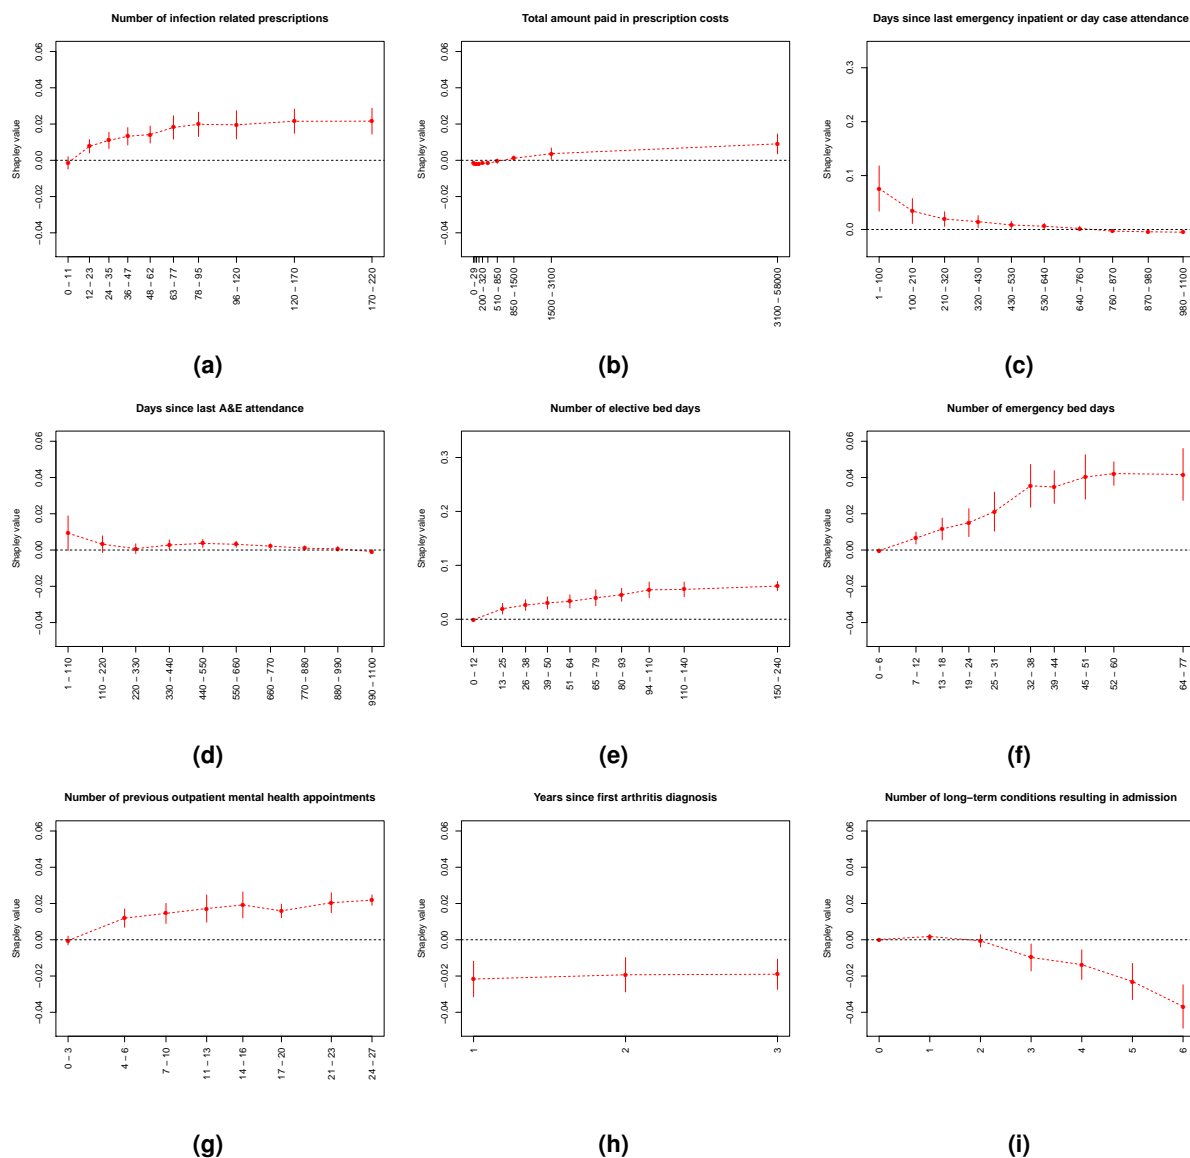 Number of infection related prescriptions
Shapley value
0.06
0.04
0.02
0.00
−0.02
−0.04
0 − 11
12 − 23
24 − 35
36 − 47
48 − 62
63 − 77
78 − 95
96 − 120
120 − 170
170 − 220
(a)
Total amount paid in prescription costs
Shapley value
0.06
0.04
0.02
0.00
−0.02
−0.04
0 − 29
200 − 320
510 − 850
850 − 1500
1500 − 3100
3100 − 58000
(b)
Days since last emergency inpatient or day case attendance
Shapley value
0.3
0.2
0.1
0.0
1 − 100
100 − 210
210 − 320
320 − 430
430 − 530
530 − 640
640 − 760
760 − 870
870 − 980
980 − 1100
(c)
Days since last A&E attendance
Shapley value
0.06
0.04
0.02
0.00
−0.02
−0.04
1 − 110
110 − 220
220 − 330
330 − 440
440 − 550
550 − 660
660 − 770
770 − 880
880 − 990
990 − 1100
(d)
Number of elective bed days
Shapley value
0.3
0.2
0.1
0.0
0 − 12
13 − 25
26 − 38
39 − 50
51 − 64
65 − 79
80 − 93
94 − 110
110 − 140
150 − 240
(e)
Number of emergency bed days
Shapley value
0.06
0.04
0.02
0.00
−0.02
−0.04
0 − 6
7 − 12
13 − 18
19 − 24
25 − 31
32 − 38
39 − 44
45 − 51
52 − 60
64 − 77
(f)
Number of previous outpatient mental health appointments
Shapley value
0.06
0.04
0.02
0.00
−0.02
−0.04
0 − 3
4 − 6
7 − 10
11 − 13
14 − 16
17 − 20
21 − 23
24 − 27
(g)
Years since first arthritis diagnosis
Shapley value
0.06
0.04
0.02
0.00
−0.02
−0.04
1
2
3
(h)
Number of long−term conditions resulting in admission
Shapley value
0.06
0.04
0.02
0.00
−0.02
−0.04
0
1
2
3
4
5
6
(i)